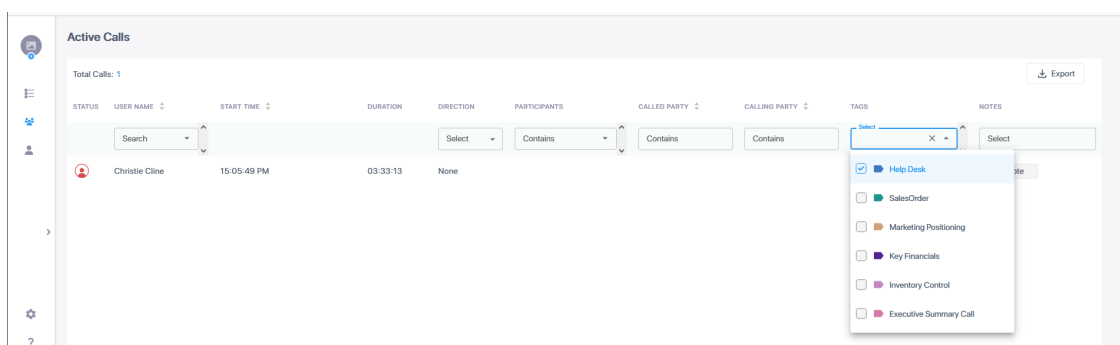 Active Calls
Total Calls: 1
Export
STATUS USER NAME START TIME DURATION DIRECTION PARTICIPANTS CALLED PARTY CALLING PARTY TAGS NOTES
Select
Search Select Contains Contains Contains Select
Christie Cline 15:05:49 PM 03:33:13 None
Help Desk
SalesOrder
Marketing Positioning
Key Financials
Inventory Control
Executive Summary Call
?